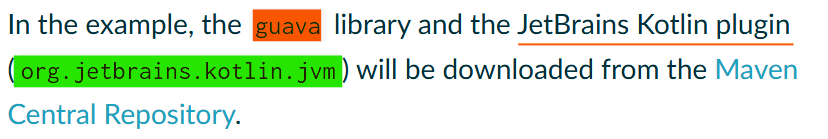 In the example, the guava library and the JetBrains Kotlin plugin
(org.jetbrains.kotlin.jvm) will be downloaded from the Maven
Central Repository.